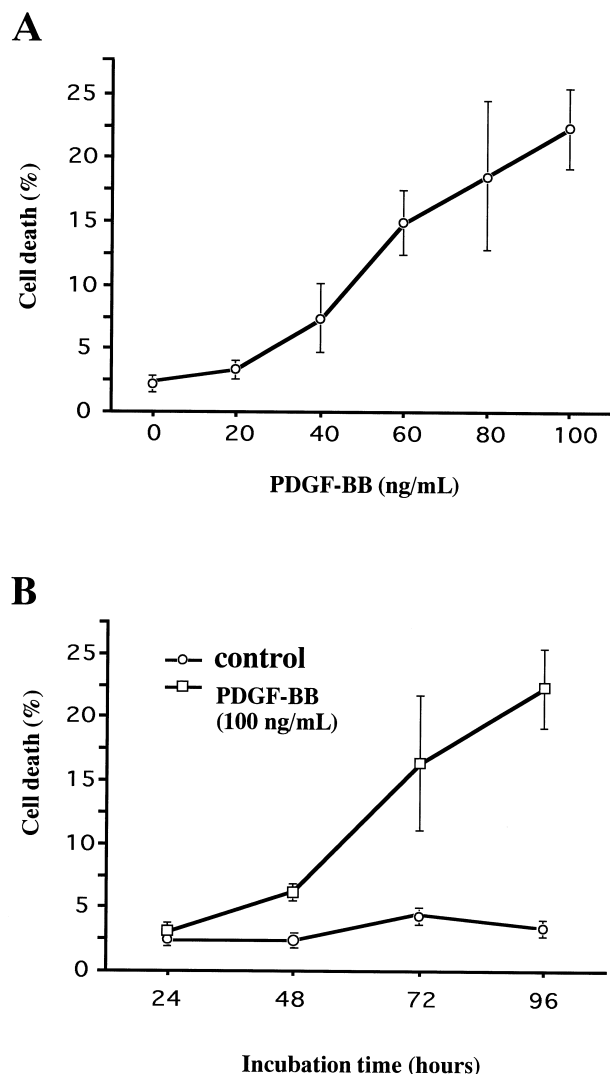 A
25
20
15
10
5
0
Cell death (%)
0 20 40 60 80 100
PDGF-BB (ng/mL)
B
25
20
15
10
5
0
Cell death (%)
control
PDGF-BB
(100 ng/mL)
24 48 72 96
Incubation time (hours)